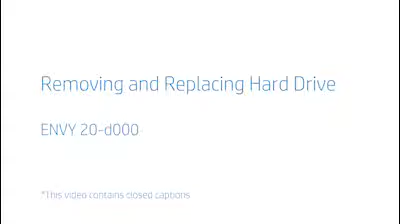 Removing and Replacing Hard Drive
ENVY 20-d000
*This video contains closed captions